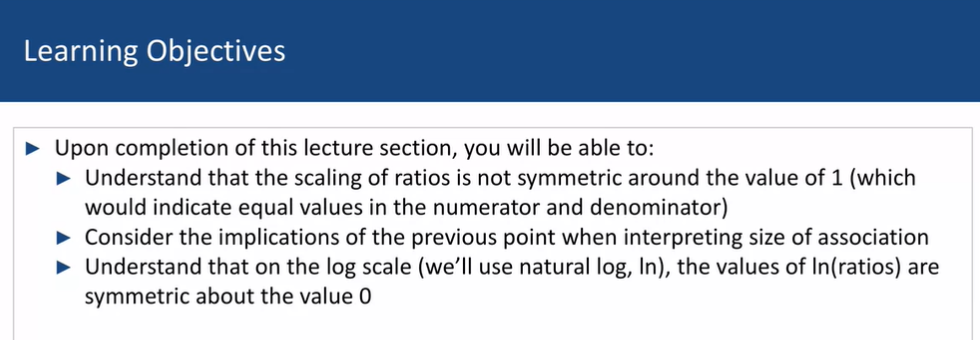 Learning Objectives
► Upon completion of this lecture section, you will be able to:
► Understand that the scaling of ratios is not symmetric around the value of 1 (which
would indicate equal values in the numerator and denominator)
► Consider the implications of the previous point when interpreting size of association
► Understand that on the log scale (we’ll use natural log, ln), the values of ln(ratios) are
symmetric about the value 0